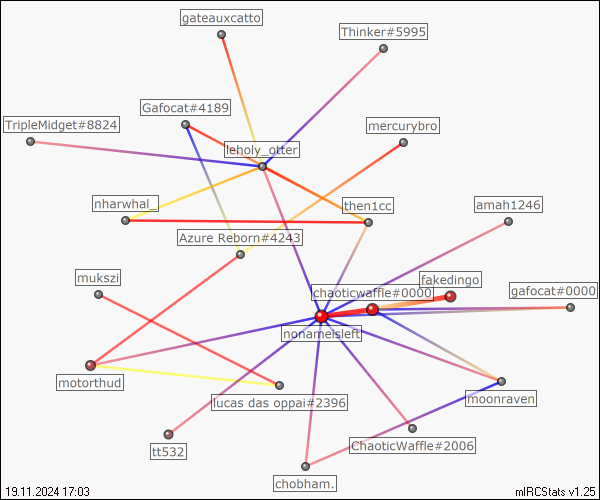 gateauxcatto
Thinker#5995
Gafocat#4189
TripleMidget#8824
mercurybro
leholy_otter
nharwhal_
then1cc
amah1246
Azure Reborn#4243
mukszi
fakedingo
chaoticwaffle#0000
gafocat#0000
nonameisleft
motorthud
lucas das oppai#2396
moonraven
ChaoticWaffle#2006
tt532
chobham.
19.11.2024 17:03
mIRCStats v1.25